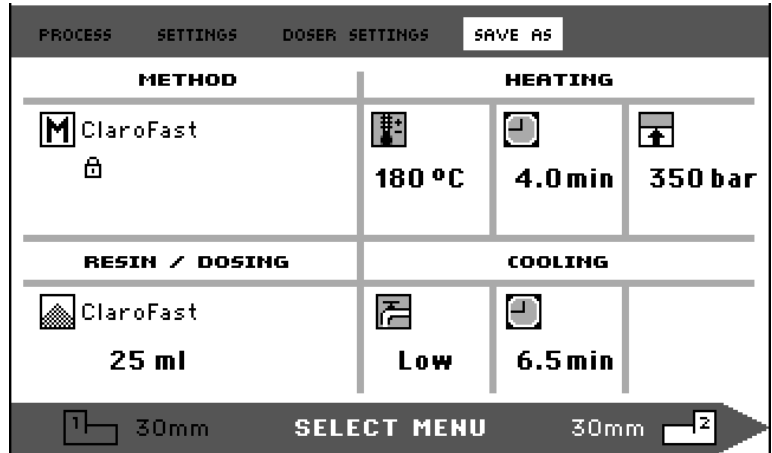 PROCESS SETTINGS DOSER SETTINGS SAVE AS
METHOD HEATING
M ClaroFast
180 ºC 4.0 min 350 bar
RESIN / DOSING COOLING
ClaroFast
25 ml Low 6.5 min
1 30mm SELECT MENU 30mm 2